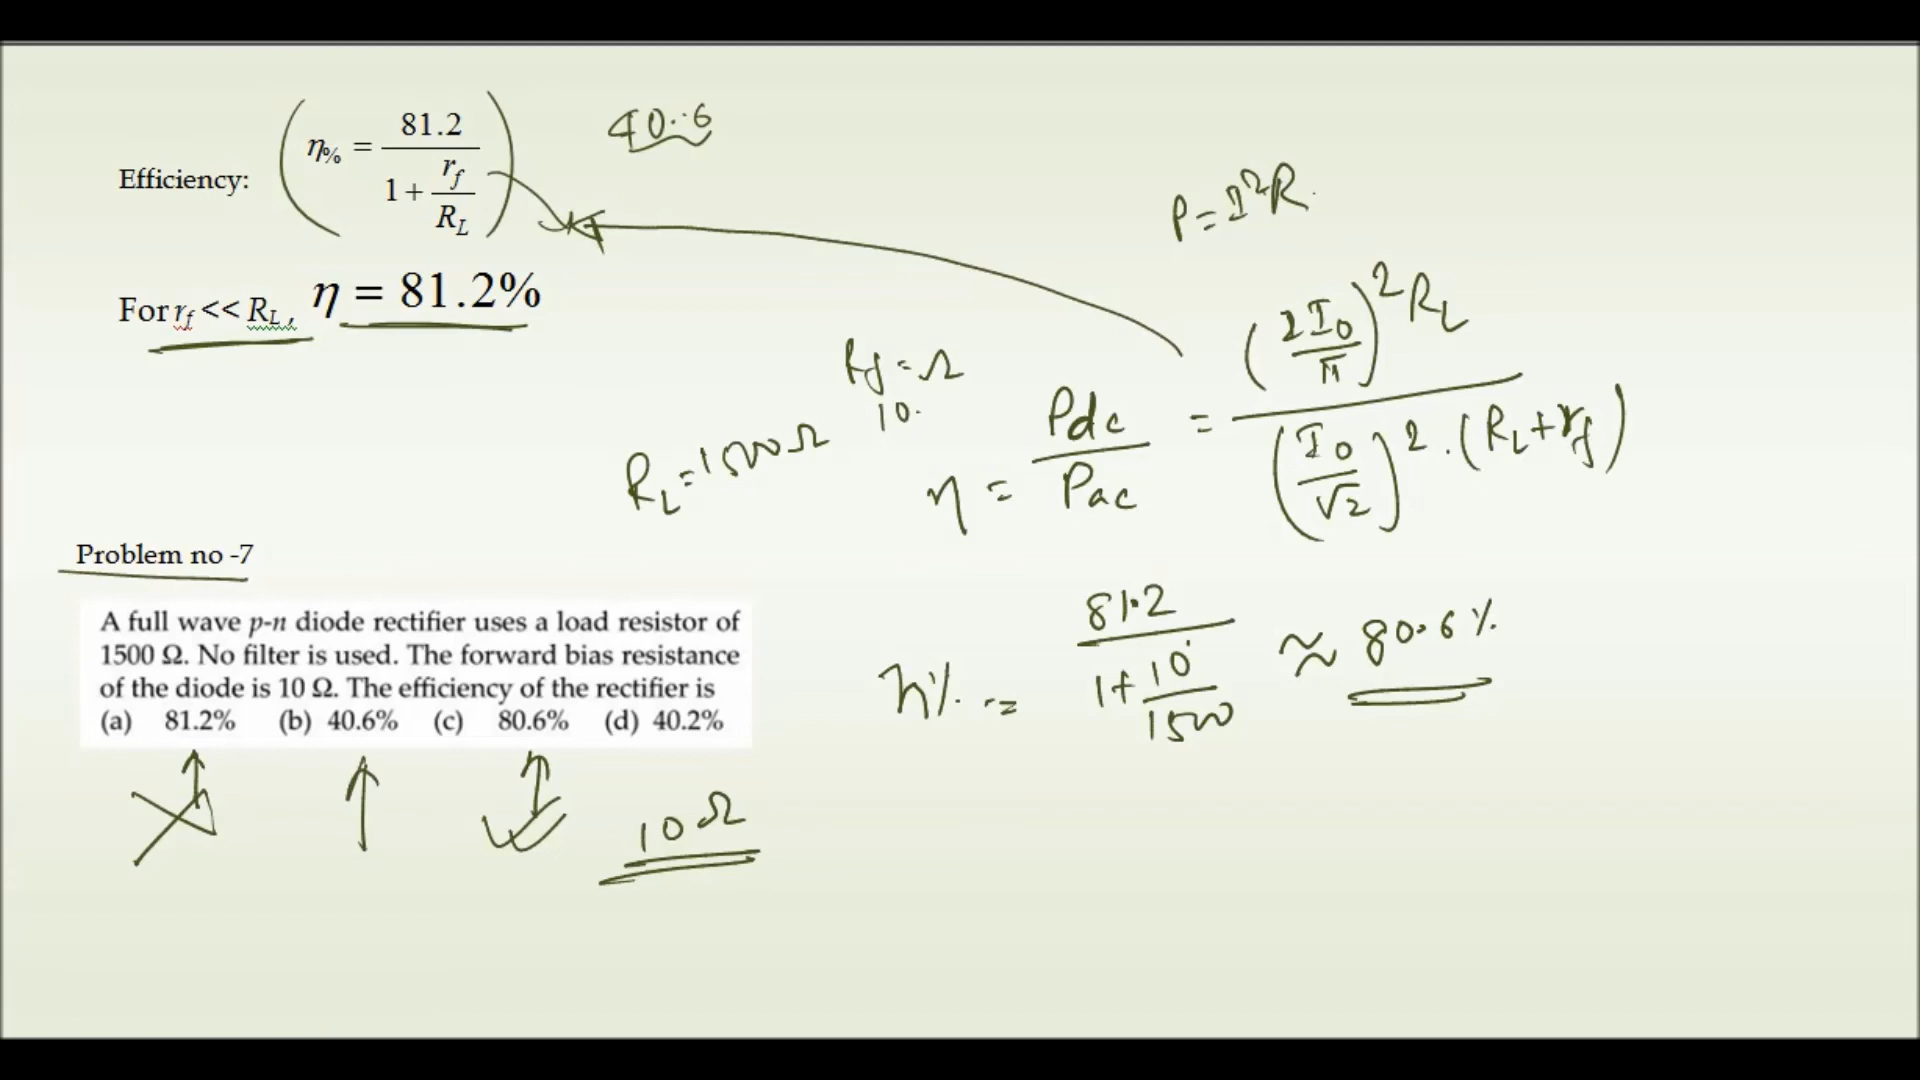 Efficiency: η% = 81.2 / (1 + rf / RL)
40.6
P = I²R
For rf << RL, η = 81.2%
rf = Ω
10.
RL = 1500 Ω
η = Pdc / Pac = (2I0 / π)² RL / (I0 / √2)² . (RL + rf)
Problem no -7
A full wave p-n diode rectifier uses a load resistor of
1500 Ω. No filter is used. The forward bias resistance
of the diode is 10 Ω. The efficiency of the rectifier is
(a) 81.2% (b) 40.6% (c) 80.6% (d) 40.2%
η% = 81.2 / (1 + 10 / 1500) ≈ 80.6%
10 Ω